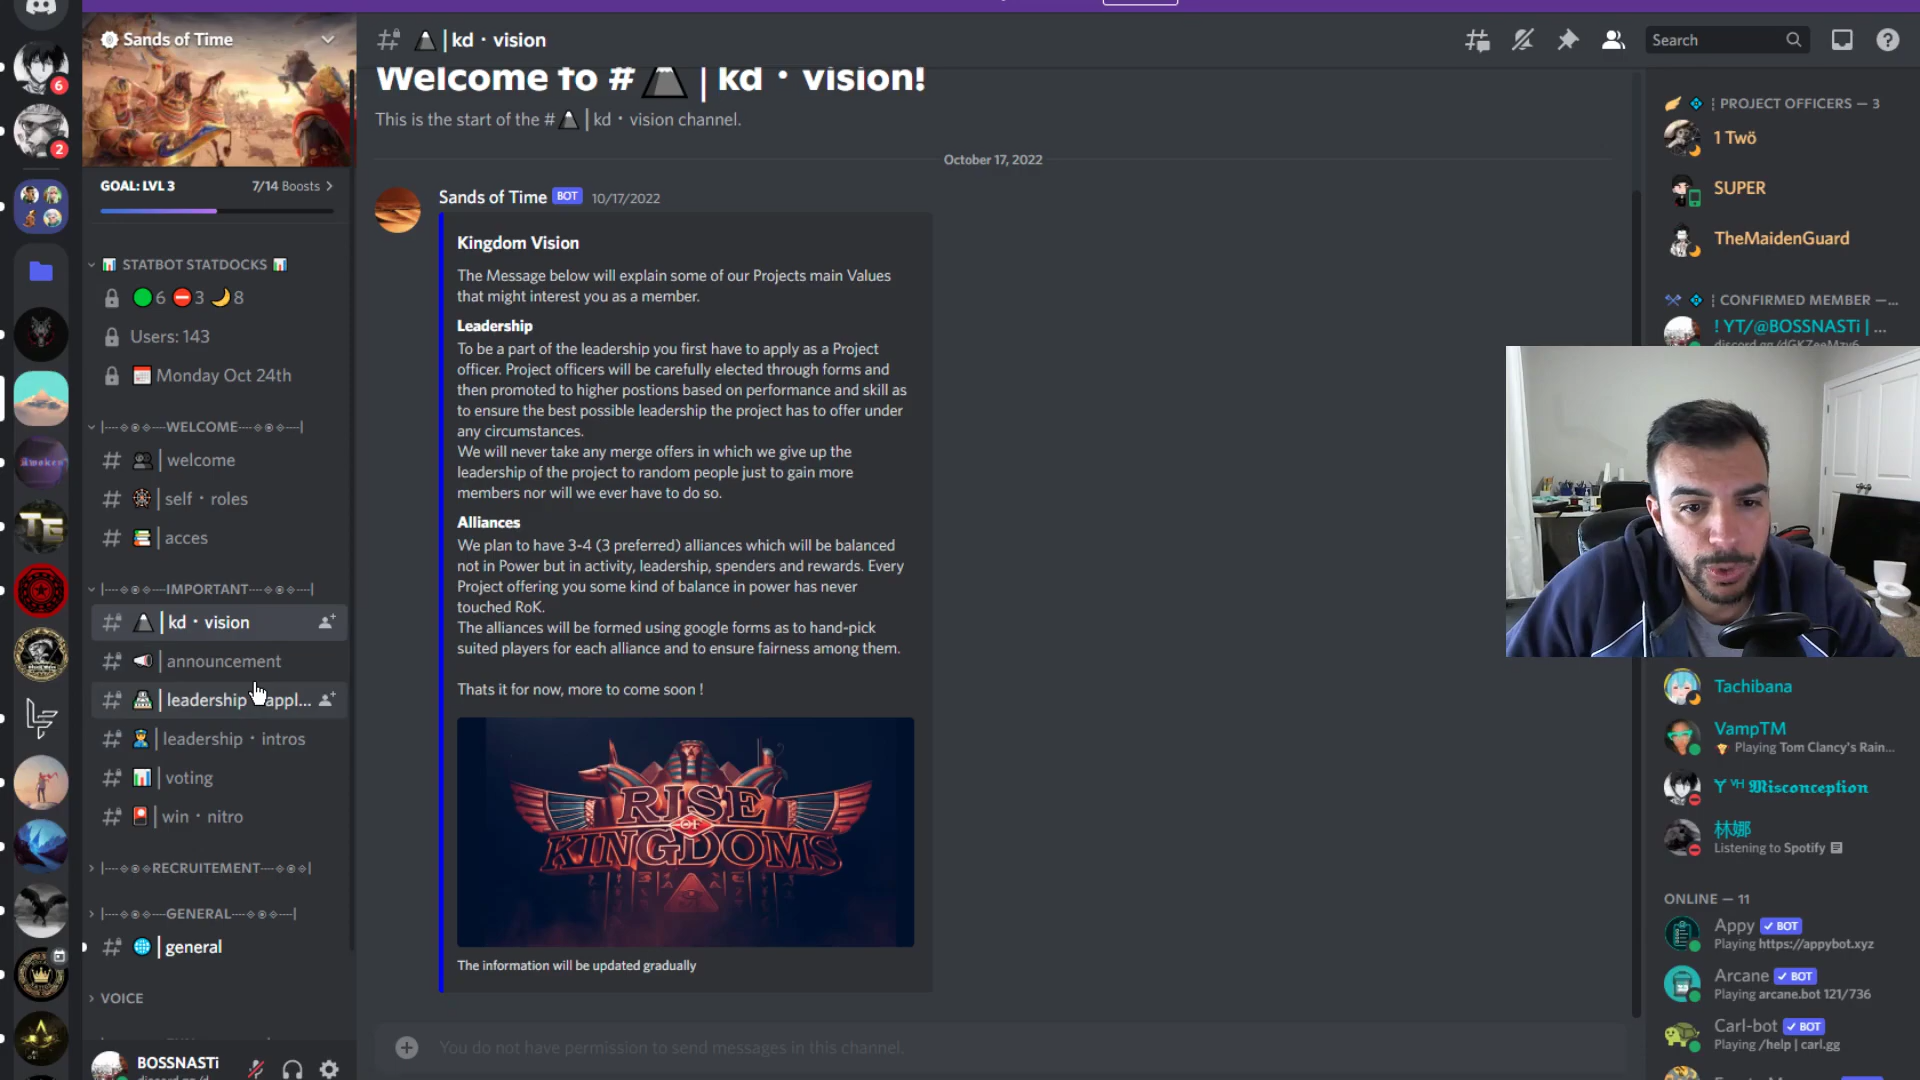 6
2
Sands of Time
GOAL: LVL 3
7/14 Boosts
STATBOT STATDOCKS
6 3 8
Users: 143
Monday Oct 24th
WELCOME
welcome
self・roles
acces
IMPORTANT
kd・vision
announcement
leadership・appl...
leadership・intros
voting
win・nitro
RECRUITEMENT
GENERAL
general
VOICE
BOSSNASTi
kd・vision
Search
Welcome to # | kd・vision!
This is the start of the # | kd・vision channel.
October 17, 2022
Sands of Time BOT 10/17/2022
Kingdom Vision
The Message below will explain some of our Projects main Values
that might interest you as a member.
Leadership
To be a part of the leadership you first have to apply as a Project
officer. Project officers will be carefully elected through forms and
then promoted to higher postions based on performance and skill as
to ensure the best possible leadership the project has to offer under
any circumstances.
We will never take any merge offers in which we give up the
leadership of the project to random people just to gain more
members nor will we ever have to do so.
Alliances
We plan to have 3-4 (3 preferred) alliances which will be balanced
not in Power but in activity, leadership, spenders and rewards. Every
Project offering you some kind of balance in power has never
touched RoK.
The alliances will be formed using google forms as to hand-pick
suited players for each alliance and to ensure fairness among them.
Thats it for now, more to come soon !
RISE
OF
KINGDOMS
The information will be updated gradually
You do not have permission to send messages in this channel.
PROJECT OFFICERS — 3
1 Twö
SUPER
TheMaidenGuard
CONFIRMED MEMBER —...
! YT/@BOSSNASTi | ...
Tachibana
VampTM
Playing Tom Clancy's Rain...
Y ᵛᴴ Misconception
林娜
Listening to Spotify
ONLINE — 11
Appy BOT
Playing https://appybot.xyz
Arcane BOT
Playing arcane.bot 121/736
Carl-bot BOT
Playing /help | carl.gg